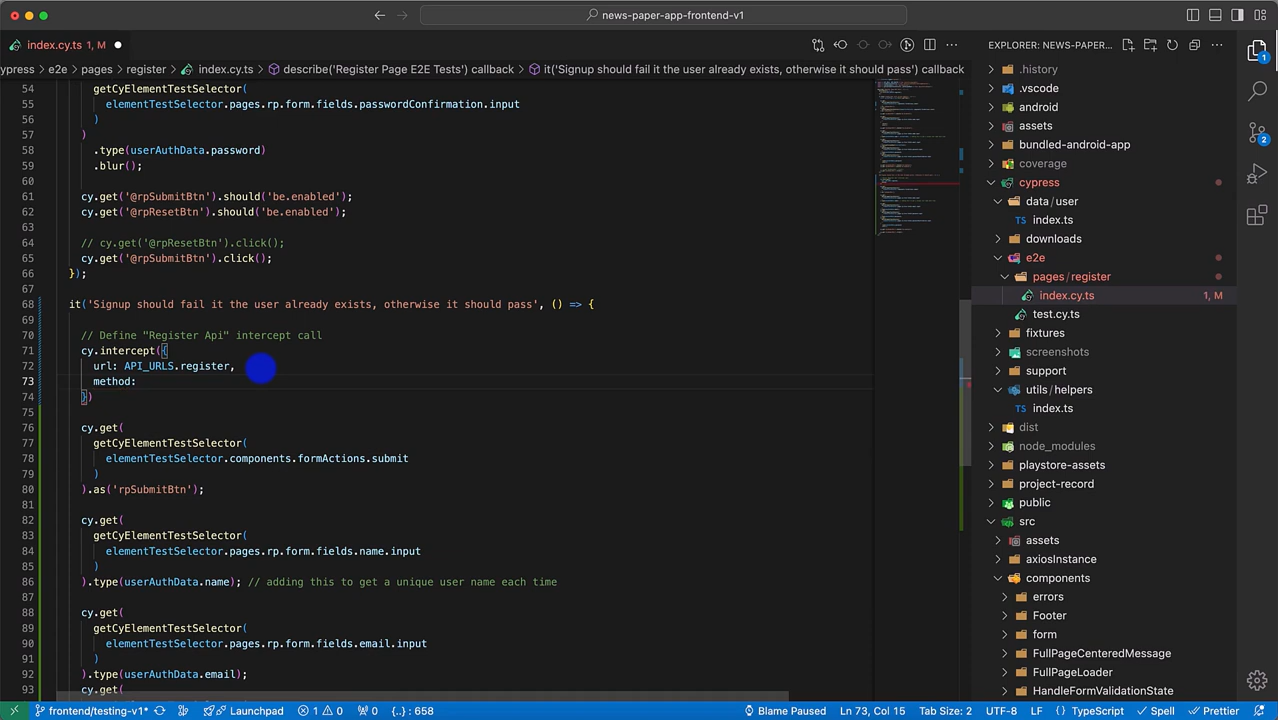 news-paper-app-frontend-v1
index.cy.ts 1, M
EXPLORER: NEWS-PAPER...
ypress > e2e > pages > register > index.cy.ts > describe('Register Page E2E Tests') callback > it('Signup should fail it the user already exists, otherwise it should pass') callback
54 getCyElementTestSelector(
55 elementTestSelector.pages.rp.form.fields.passwordConfirmation.input
56 )
57 )
58 .type(userAuthData.password)
59 .blur();
60
61 cy.get('@rpSubmitBtn').should('be.enabled');
62 cy.get('@rpResetBtn').should('be.enabled');
63
64 // cy.get('@rpResetBtn').click();
65 cy.get('@rpSubmitBtn').click();
66 });
67
68 it('Signup should fail it the user already exists, otherwise it should pass', () => {
69
70 // Define "Register Api" intercept call
71 cy.intercept({
72 url: API_URLS.register,
73 method:
74 })
75
76 cy.get(
77 getCyElementTestSelector(
78 elementTestSelector.components.formActions.submit
79 )
80 ).as('rpSubmitBtn');
81
82 cy.get(
83 getCyElementTestSelector(
84 elementTestSelector.pages.rp.form.fields.name.input
85 )
86 ).type(userAuthData.name); // adding this to get a unique user name each time
87
88 cy.get(
89 getCyElementTestSelector(
90 elementTestSelector.pages.rp.form.fields.email.input
91 )
92 ).type(userAuthData.email);
93 cy.get(
.history
.vscode
android
assets
bundled-android-app
coverage
cypress
data/user
TS index.ts
downloads
e2e
pages/register
index.cy.ts 1, M
test.cy.ts
fixtures
screenshots
support
utils/helpers
TS index.ts
dist
node_modules
playstore-assets
project-record
public
src
assets
axiosInstance
components
errors
Footer
form
FullPageCenteredMessage
FullPageLoader
HandleFormValidationState
1
2
frontend/testing-v1* Launchpad 1 0 0 {..} : 658 Blame Paused Ln 73, Col 15 Tab Size: 2 UTF-8 LF {} TypeScript Spell Prettier